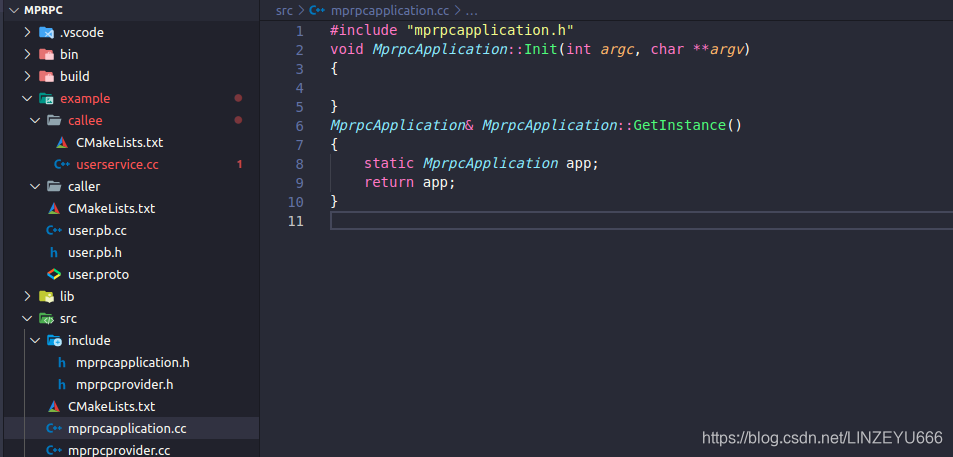 MPRPC
.vscode
bin
build
example
callee
CMakeLists.txt
userservice.cc 1
caller
CMakeLists.txt
user.pb.cc
user.pb.h
user.proto
lib
src
include
mprpcapplication.h
mprpcprovider.h
CMakeLists.txt
mprpcapplication.cc
mprpcprovider.cc
src > mprpcapplication.cc > ...
1 #include "mprpcapplication.h"
2 void MprpcApplication::Init(int argc, char **argv)
3 {
4
5 }
6 MprpcApplication& MprpcApplication::GetInstance()
7 {
8 static MprpcApplication app;
9 return app;
10 }
11
https://blog.csdn.net/LINZEYU666